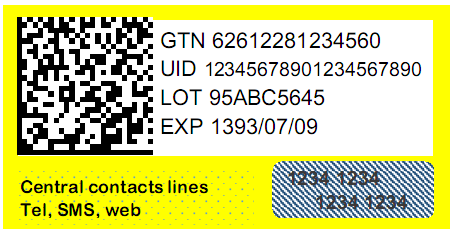 GTN 62612281234560
UID 12345678901234567890
LOT 95ABC5645
EXP 1393/07/09
Central contacts lines
Tel, SMS, web
1234 1234
1234 1234